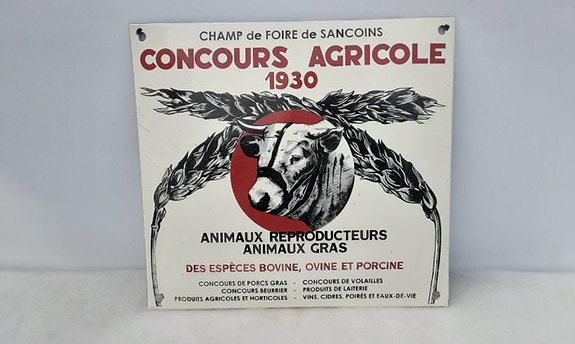 CHAMP de FOIRE de SANCOINS
CONCOURS AGRICOLE
1930
ANIMAUX REPRODUCTEURS
ANIMAUX GRAS
DES ESPÈCES BOVINE, OVINE ET PORCINE
CONCOURS DE PORCS GRAS - CONCOURS DE VOLAILLES
CONCOURS BEURRIER - PRODUITS DE LAITERIE
PRODUITS AGRICOLES ET HORTICOLES - VINS, CIDRES, POIRÉS ET EAUX-DE-VIE